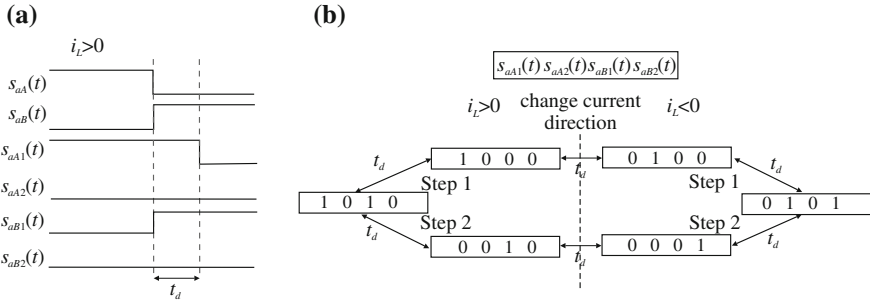 (a)
i_L>0
s_aA(t)
s_aB(t)
s_aA1(t)
s_aA2(t)
s_aB1(t)
s_aB2(t)
t_d
(b)
s_aA1(t) s_aA2(t) s_aB1(t) s_aB2(t)
i_L>0 change current direction i_L<0
t_d 1 0 0 0 t_d 0 1 0 0 t_d
Step 1 Step 1
1 0 1 0 0 1 0 1
Step 2 Step 2
t_d 0 0 1 0 t_d 0 0 0 1 t_d